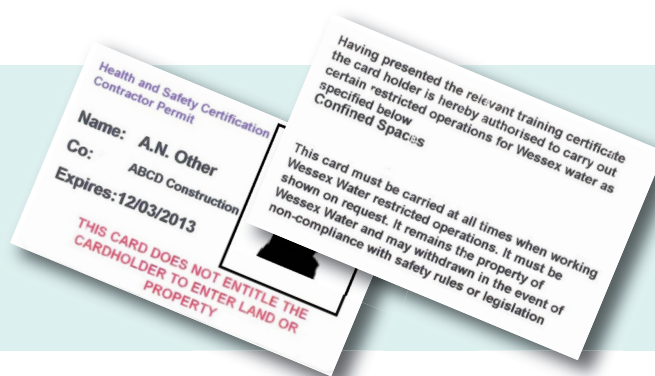 Health and Safety Certification
Contractor Permit
Name: A.N. Other
Co: ABCD Construction
Expires:12/03/2013
THIS CARD DOES NOT ENTITLE THE
CARDHOLDER TO ENTER LAND OR
PROPERTY
Having presented the relevant training certificate
the card holder is hereby authorised to carry out
certain restricted operations for Wessex water as
specified below
Confined Spaces
This card must be carried at all times when working
Wessex Water restricted operations. It must be
shown on request. It remains the property of
Wessex Water and may withdrawn in the event of
non-compliance with safety rules or legislation